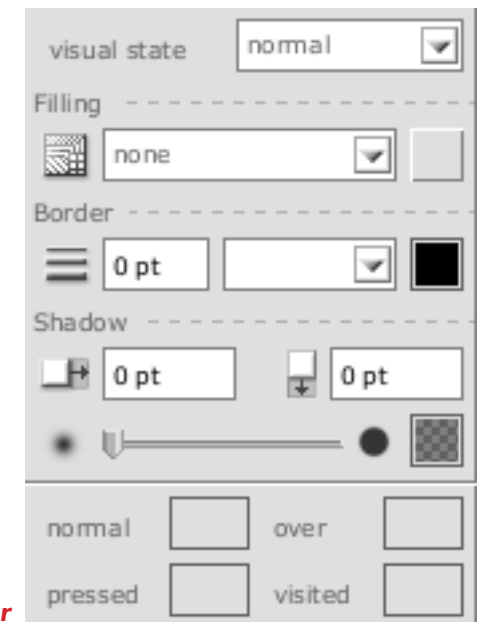 visual state normal
Filling
none
Border
0 pt
Shadow
0 pt 0 pt
normal over
pressed visited
r